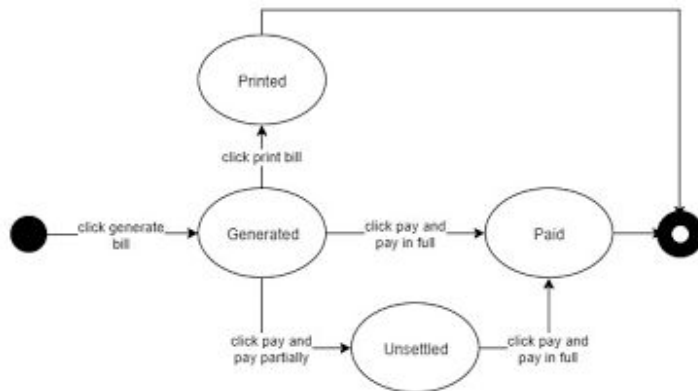 Printed
click print bill
click generate
bill
Generated
click pay and
pay in full
Paid
click pay and
pay partially
Unsettled
click pay and
pay in full